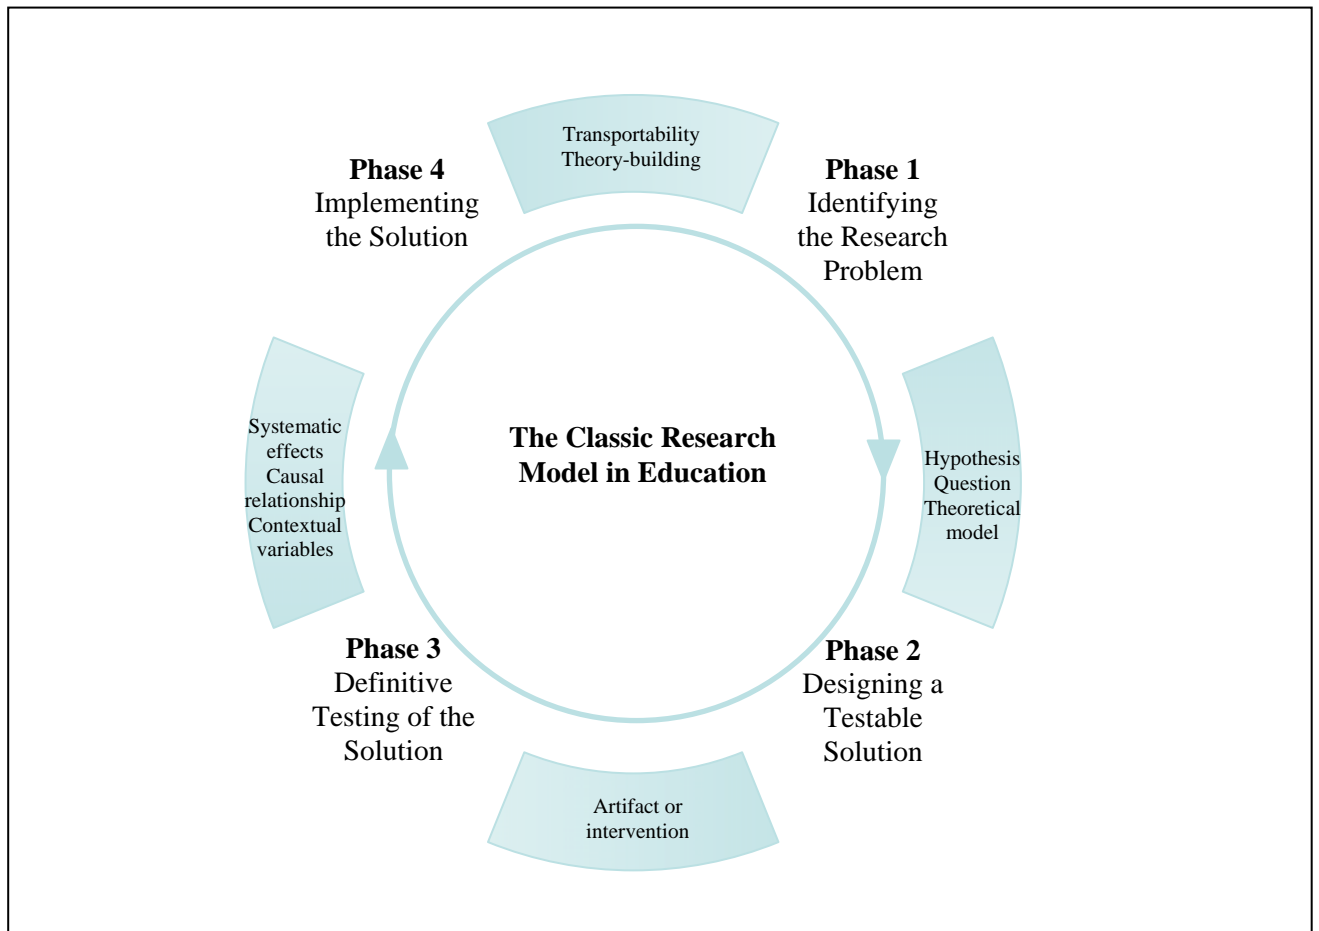 Transportability
Theory-building
Phase 4
Implementing
the Solution
Phase 1
Identifying
the Research
Problem
Systematic
effects
Causal
relationship
Contextual
variables
The Classic Research
Model in Education
Hypothesis
Question
Theoretical
model
Phase 3
Definitive
Testing of the
Solution
Phase 2
Designing a
Testable
Solution
Artifact or
intervention